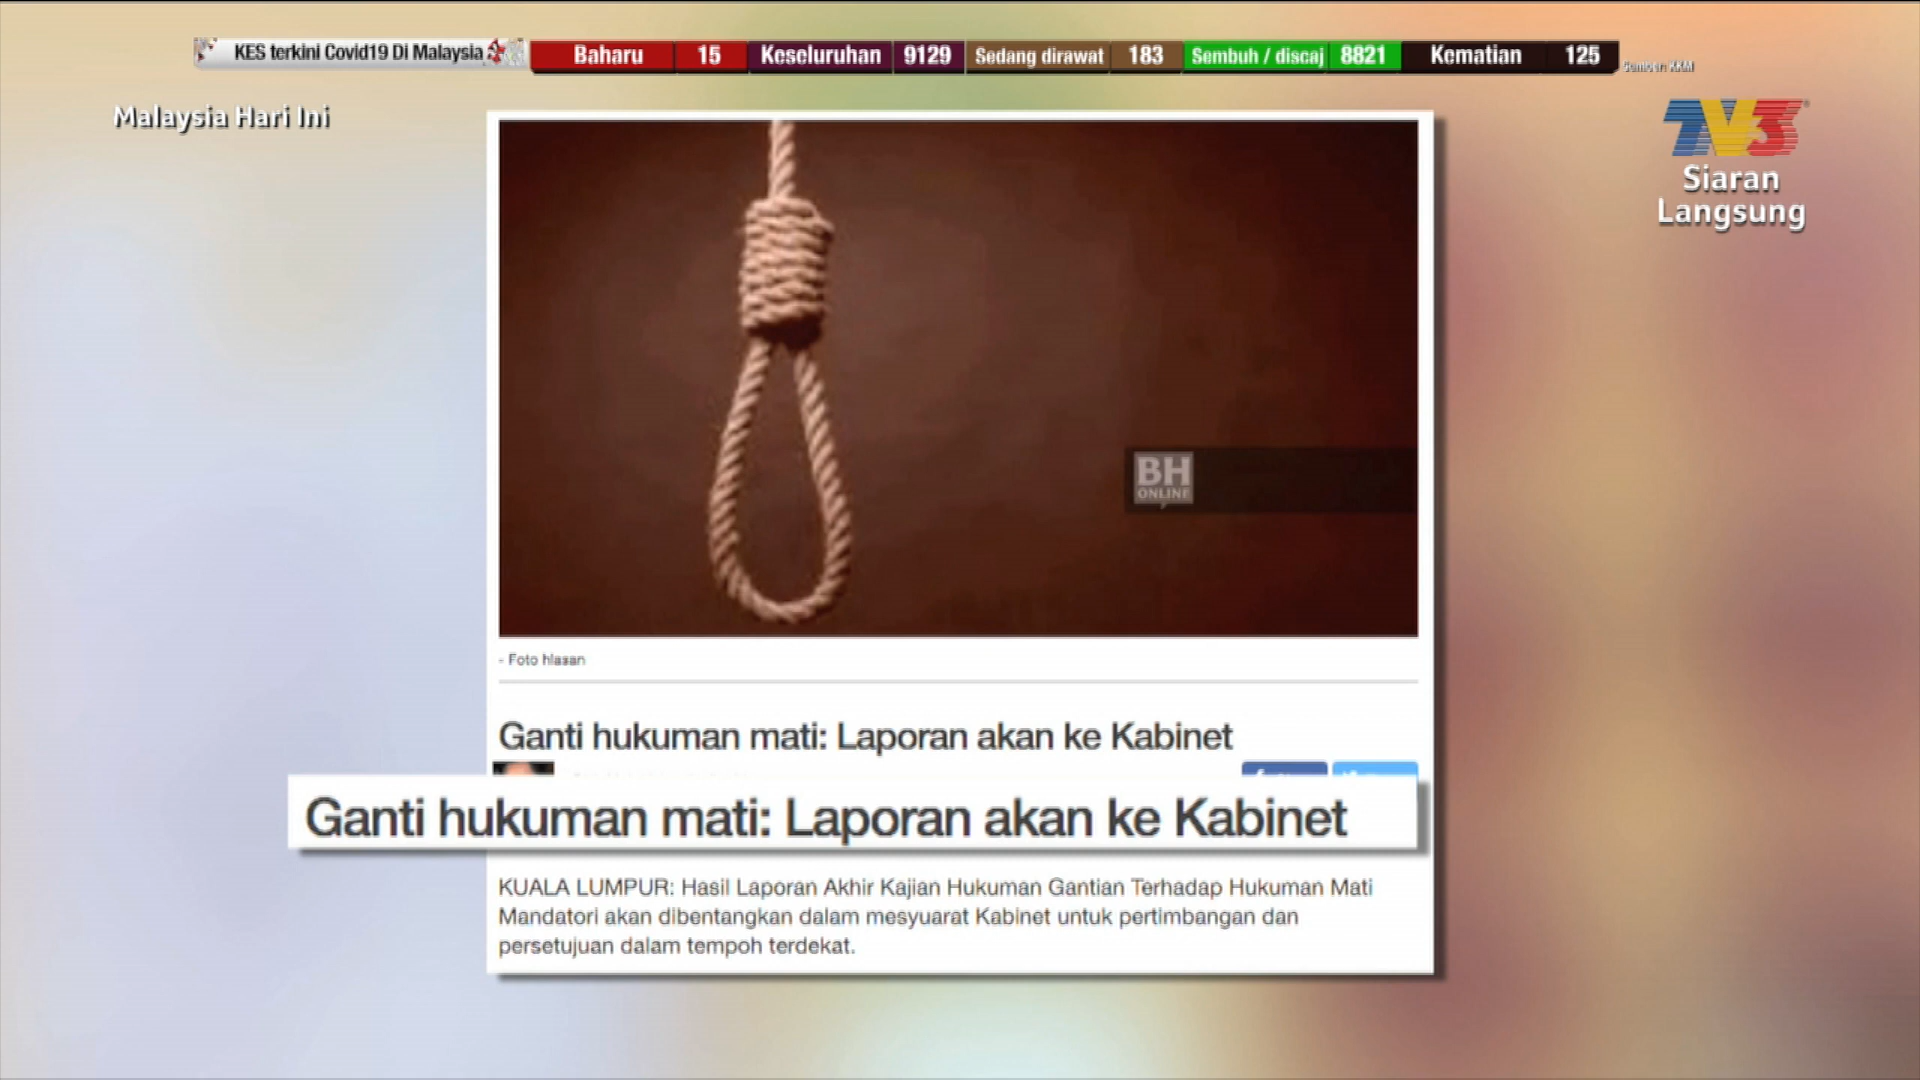 KES terkini Covid19 Di Malaysia
Baharu 15 Keseluruhan 9129 Sedang dirawat 183 Sembuh / discaj 8821 Kematian 125
Sumber: KKM
Malaysia Hari Ini
TV3
Siaran
Langsung
BH
ONLINE
- Foto hiasan
Ganti hukuman mati: Laporan akan ke Kabinet
Ganti hukuman mati: Laporan akan ke Kabinet
KUALA LUMPUR: Hasil Laporan Akhir Kajian Hukuman Gantian Terhadap Hukuman Mati
Mandatori akan dibentangkan dalam mesyuarat Kabinet untuk pertimbangan dan
persetujuan dalam tempoh terdekat.